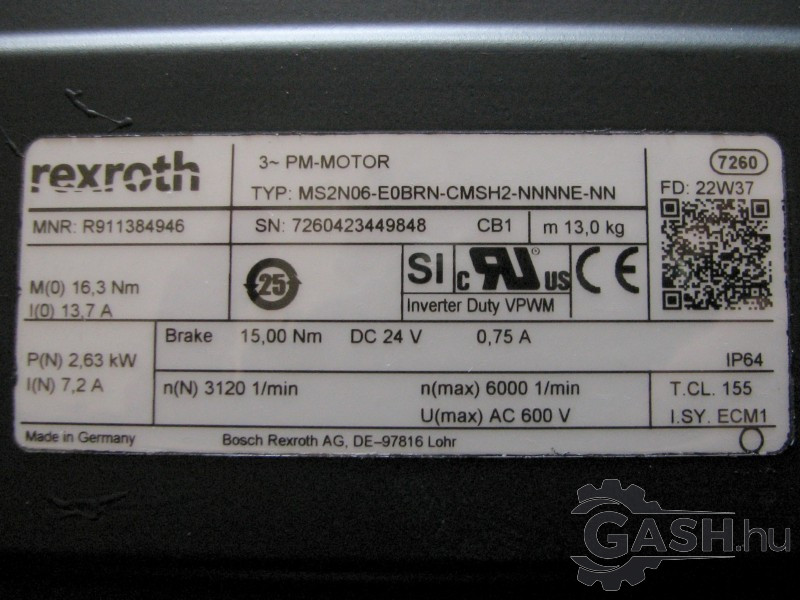 rexroth
3~ PM-MOTOR
7260
TYP: MS2N06-E0BRN-CMSH2-NNNNE-NN
FD: 22W37
MNR: R911384946
SN: 7260423449848
CB1
m 13,0 kg
M(0) 16,3 Nm
I(0) 13,7 A
25
SI
c RU US
CE
Inverter Duty VPWM
Brake 15,00 Nm DC 24 V 0,75 A
IP64
P(N) 2,63 kW
I(N) 7,2 A
n(N) 3120 1/min
n(max) 6000 1/min
U(max) AC 600 V
T.CL. 155
I.SY. ECM1
Made in Germany
Bosch Rexroth AG, DE–97816 Lohr
GASH.hu